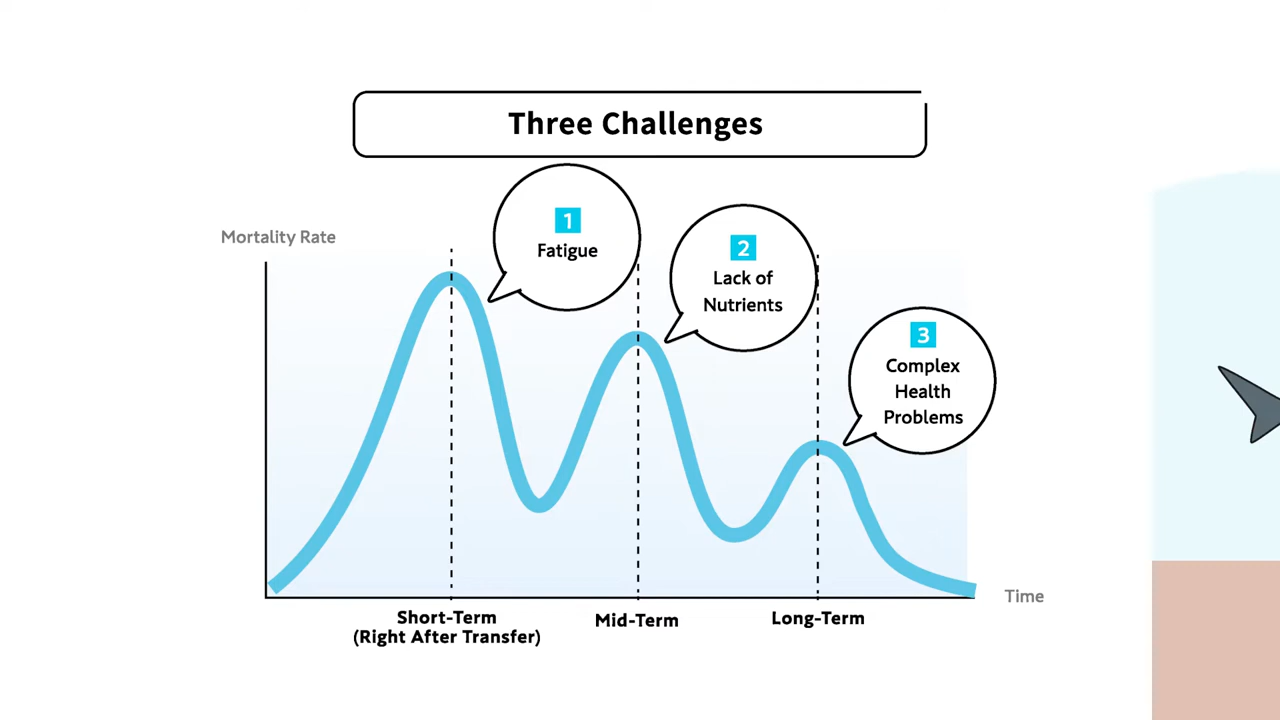 Three Challenges
Mortality Rate
1
Fatigue
2
Lack of
Nutrients
3
Complex
Health
Problems
Time
Short-Term
(Right After Transfer)
Mid-Term
Long-Term